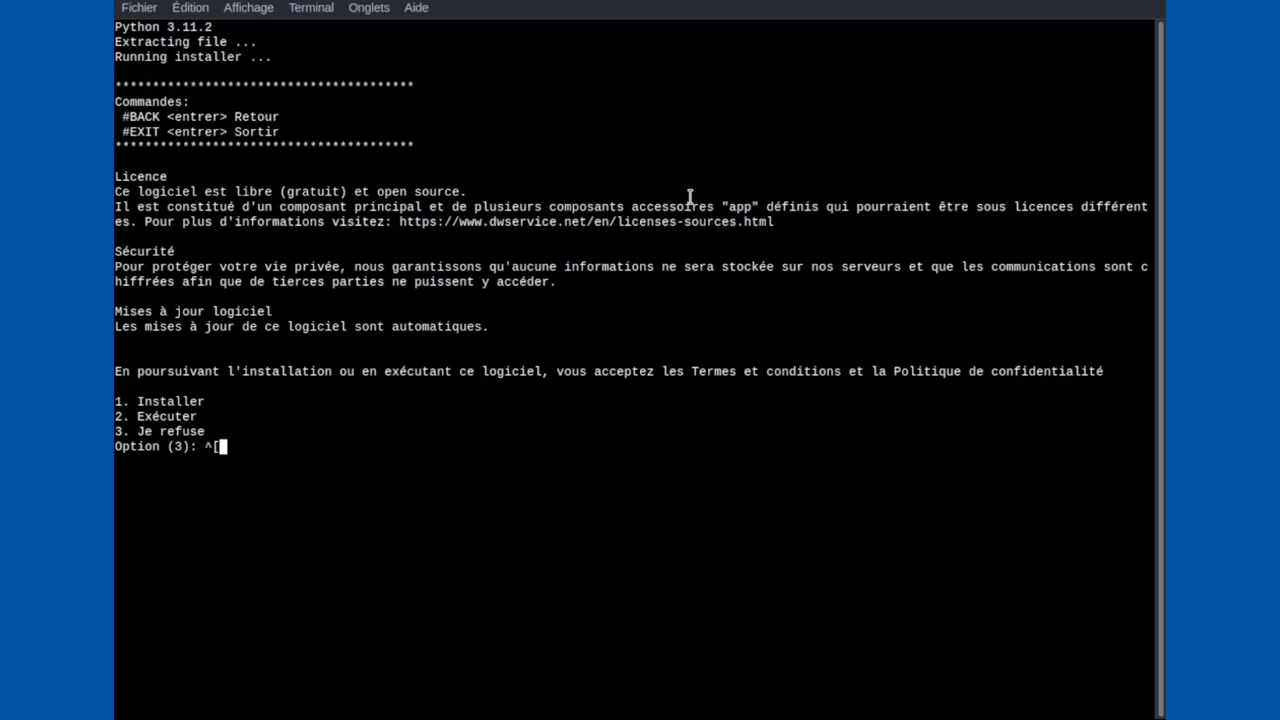 Fichier Édition Affichage Terminal Onglets Aide
Python 3.11.2
Extracting file ...
Running installer ...
****************************************
Commandes:
#BACK <entrer> Retour
#EXIT <entrer> Sortir
****************************************
Licence
Ce logiciel est libre (gratuit) et open source.
Il est constitué d'un composant principal et de plusieurs composants accessoires "app" définis qui pourraient être sous licences différent
es. Pour plus d'informations visitez: https://www.dwservice.net/en/licenses-sources.html
Sécurité
Pour protéger votre vie privée, nous garantissons qu'aucune informations ne sera stockée sur nos serveurs et que les communications sont c
hiffrées afin que de tierces parties ne puissent y accéder.
Mises à jour logiciel
Les mises à jour de ce logiciel sont automatiques.
En poursuivant l'installation ou en exécutant ce logiciel, vous acceptez les Termes et conditions et la Politique de confidentialité
1. Installer
2. Exécuter
3. Je refuse
Option (3): ^[